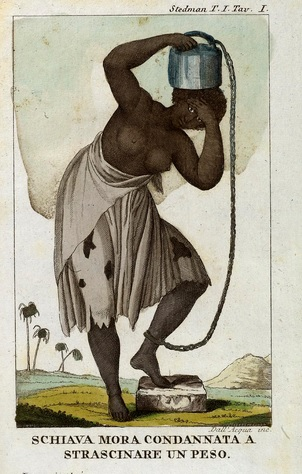 Stedman T. I. Tav. I.
Dall'Acqua inc.
SCHIAVA MORA CONDANNATA A
STRASCINARE UN PESO.